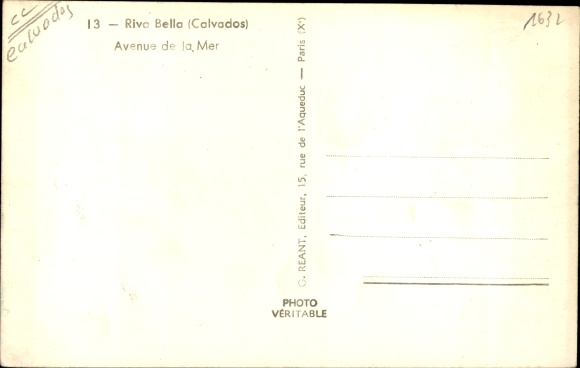 cc
calvados
13 — Riva Bella (Calvados)
Avenue de la Mer
1632
G. REANT, Editeur, 15, rue de l'Aqueduc — Paris (Xᵉ)
PHOTO
VÉRITABLE